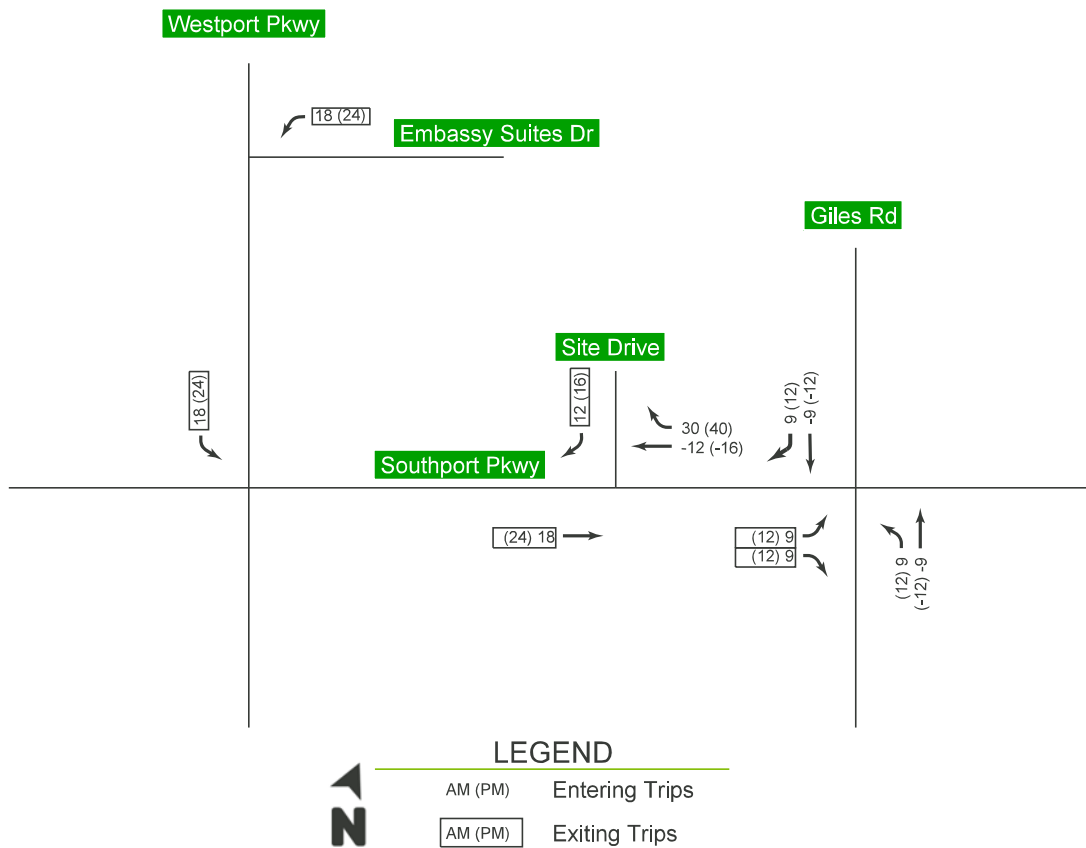 Westport Pkwy
18 (24)
Embassy Suites Dr
Giles Rd
Site Drive
18 (24)
12 (16)
30 (40)
-12 (-16)
9 (12)
-9 (-12)
Southport Pkwy
(24) 18
(12) 9
(12) 9
(12) 9
(-12) -9
LEGEND
AM (PM) Entering Trips
N
AM (PM) Exiting Trips